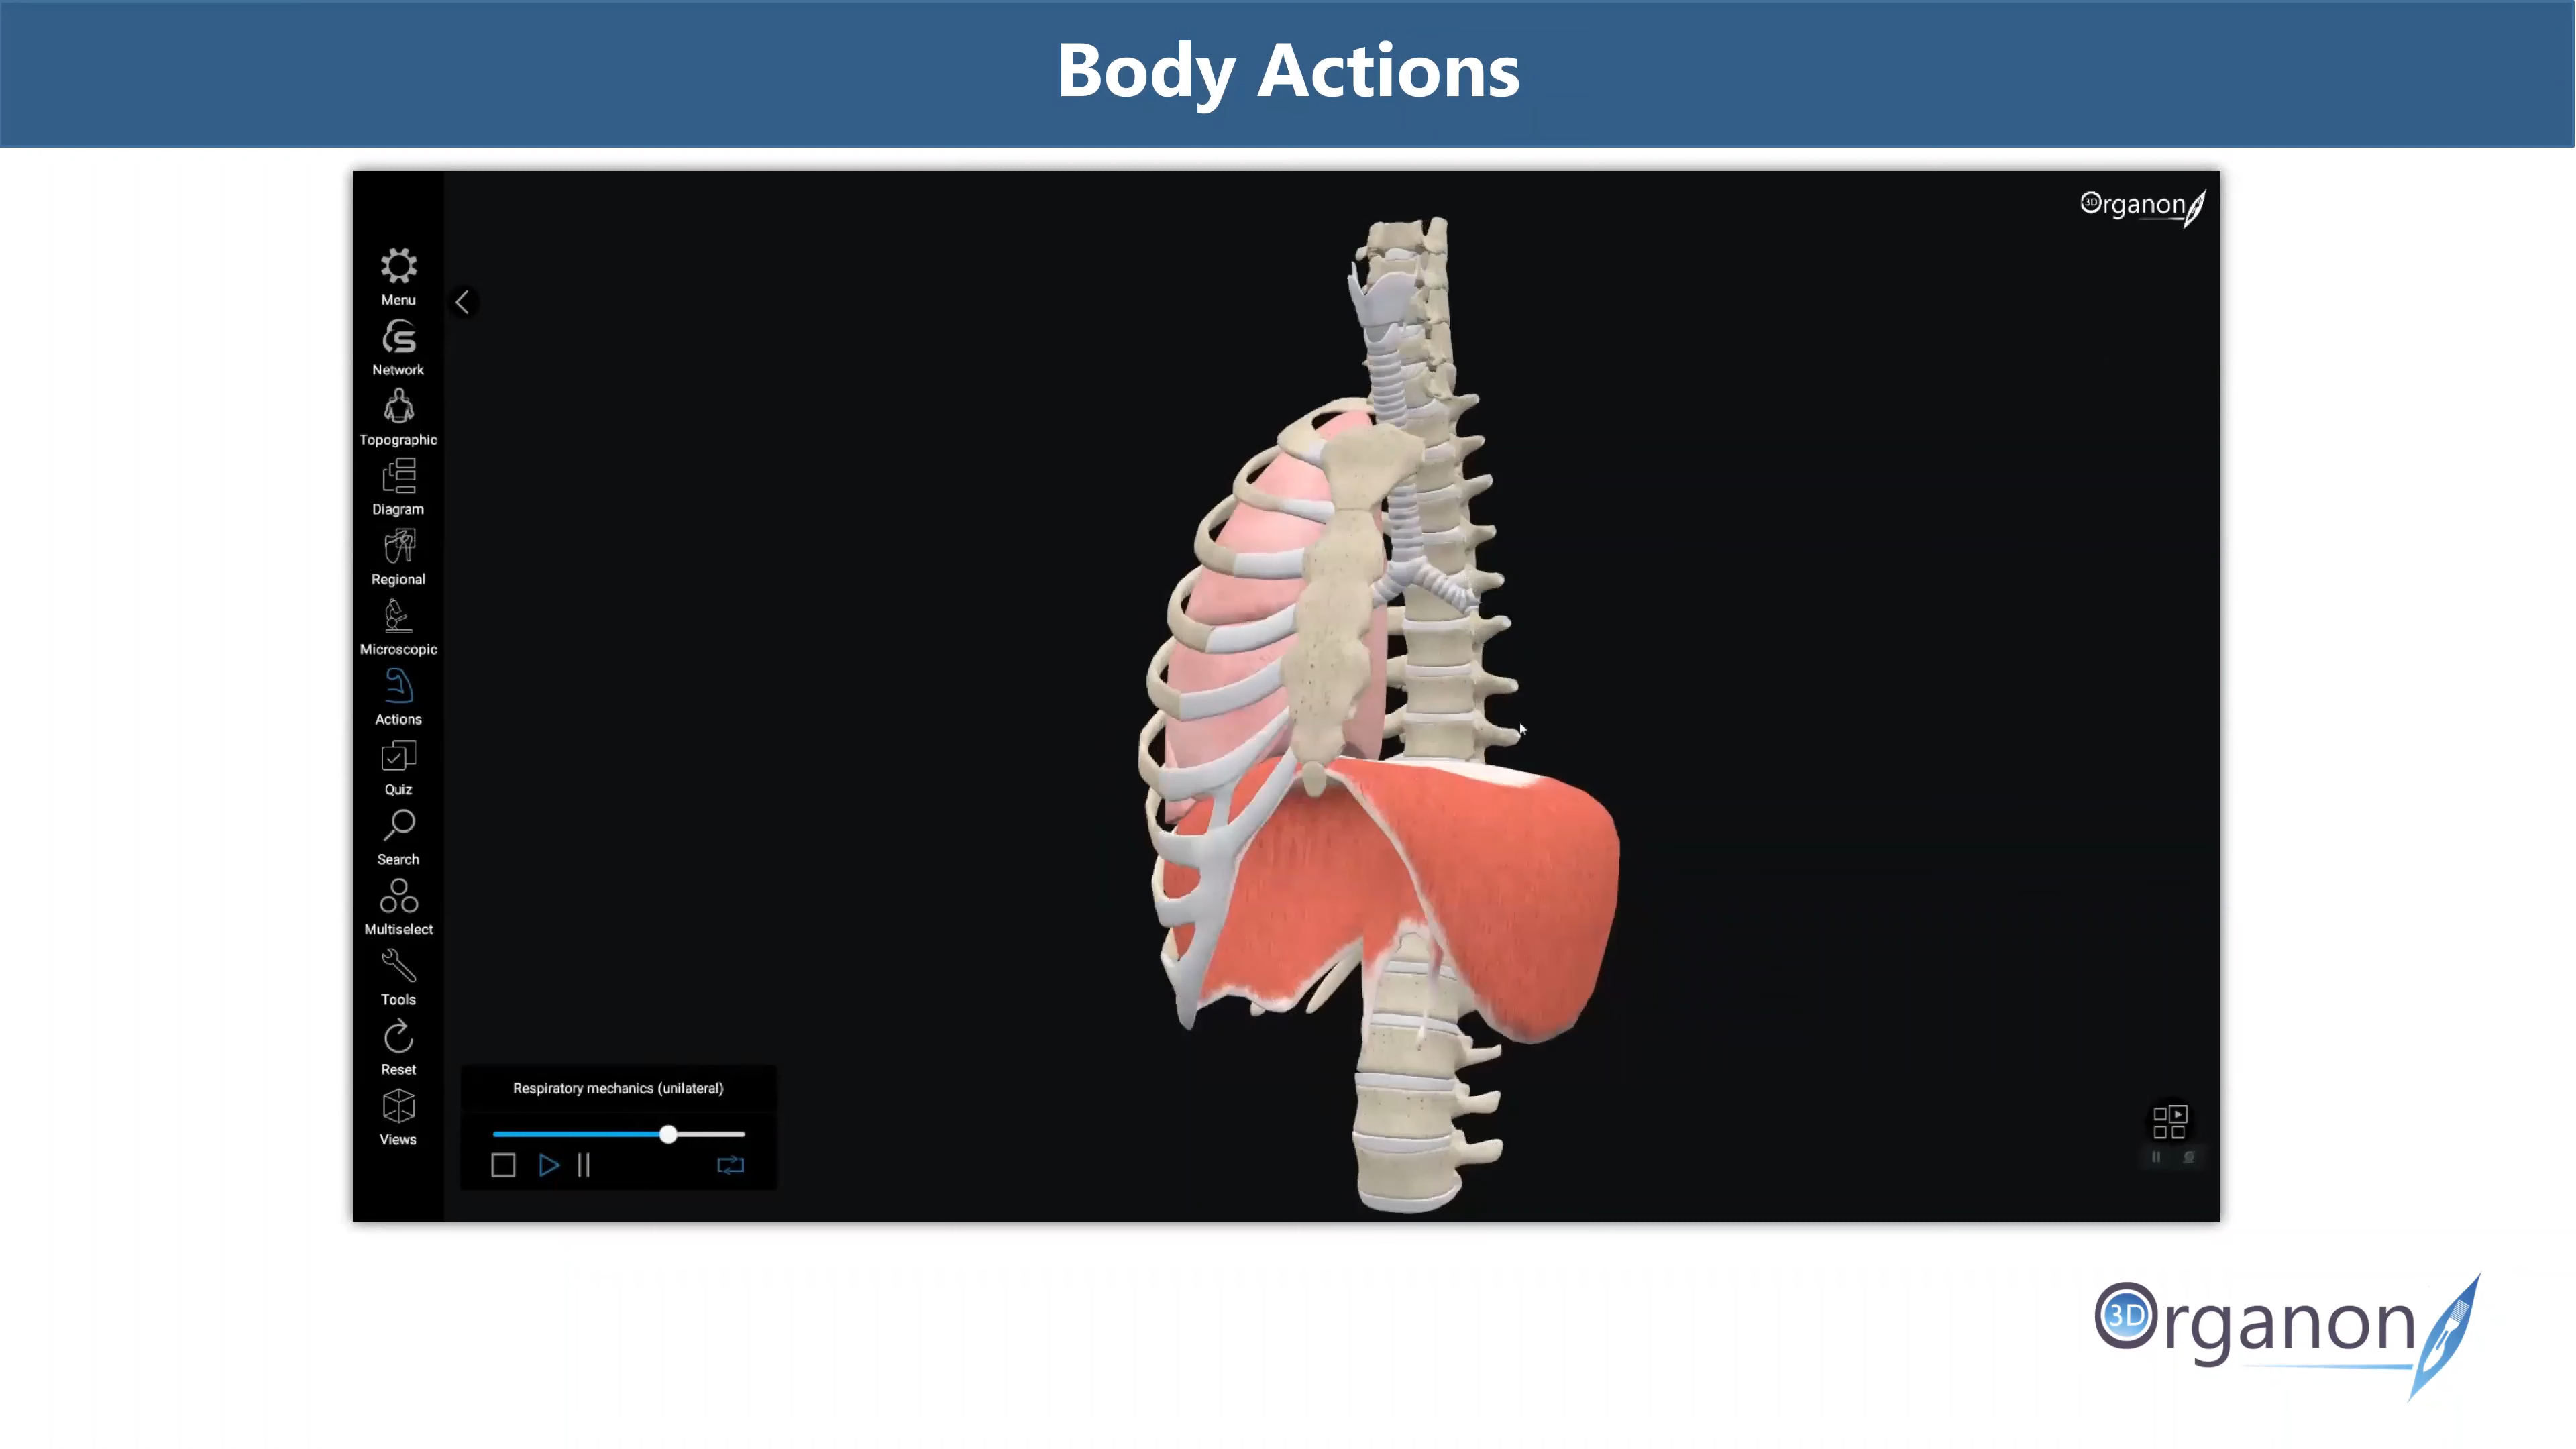 Body Actions
3D Organon
Menu
Network
Topographic
Diagram
Regional
Microscopic
Actions
Quiz
Search
Multiselect
Tools
Reset
Views
Respiratory mechanics (unilateral)
3D Organon